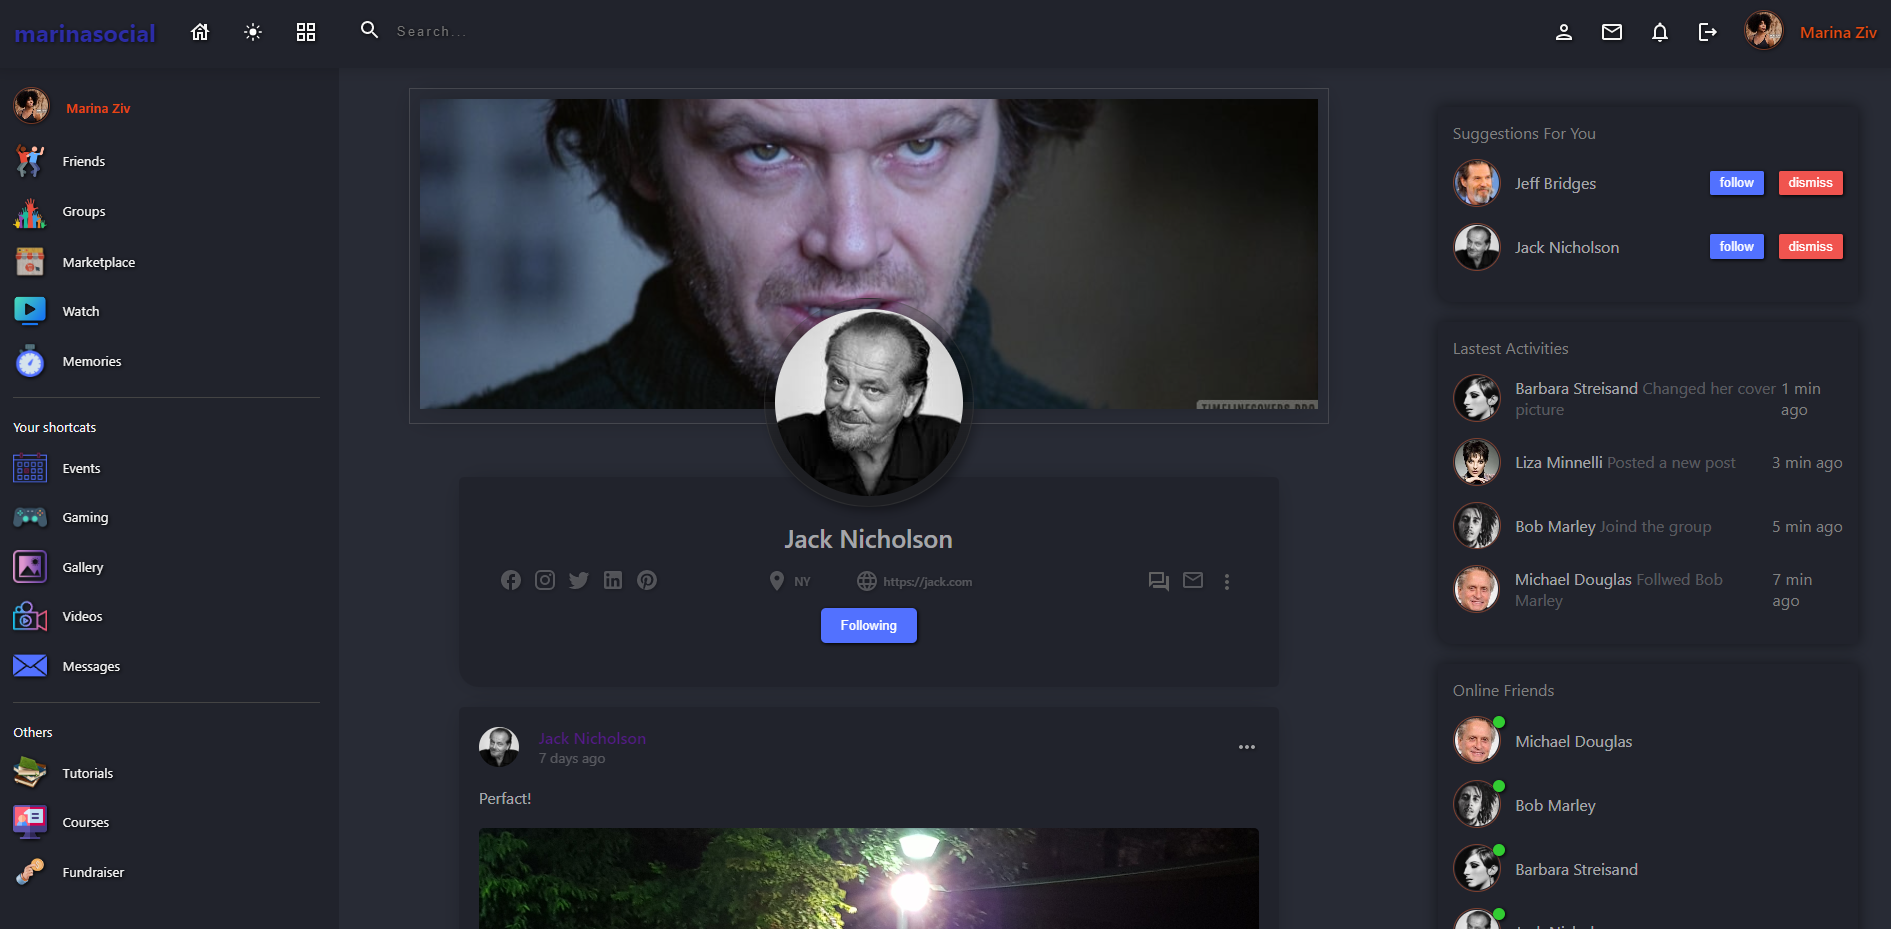 marinasocial
Search...
Marina Ziv
Marina Ziv
Friends
Groups
Marketplace
Watch
Memories
Your shortcats
Events
Gaming
Gallery
Videos
Messages
Others
Tutorials
Courses
Fundraiser
TIMELINECOVERS.PRO
Jack Nicholson
NY
https://jack.com
Following
Jack Nicholson
7 days ago
Perfact!
Suggestions For You
Jeff Bridges follow dismiss
Jack Nicholson follow dismiss
Lastest Activities
Barbara Streisand Changed her cover 1 min
picture ago
Liza Minnelli Posted a new post 3 min ago
Bob Marley Joind the group 5 min ago
Michael Douglas Follwed Bob 7 min
Marley ago
Online Friends
Michael Douglas
Bob Marley
Barbara Streisand